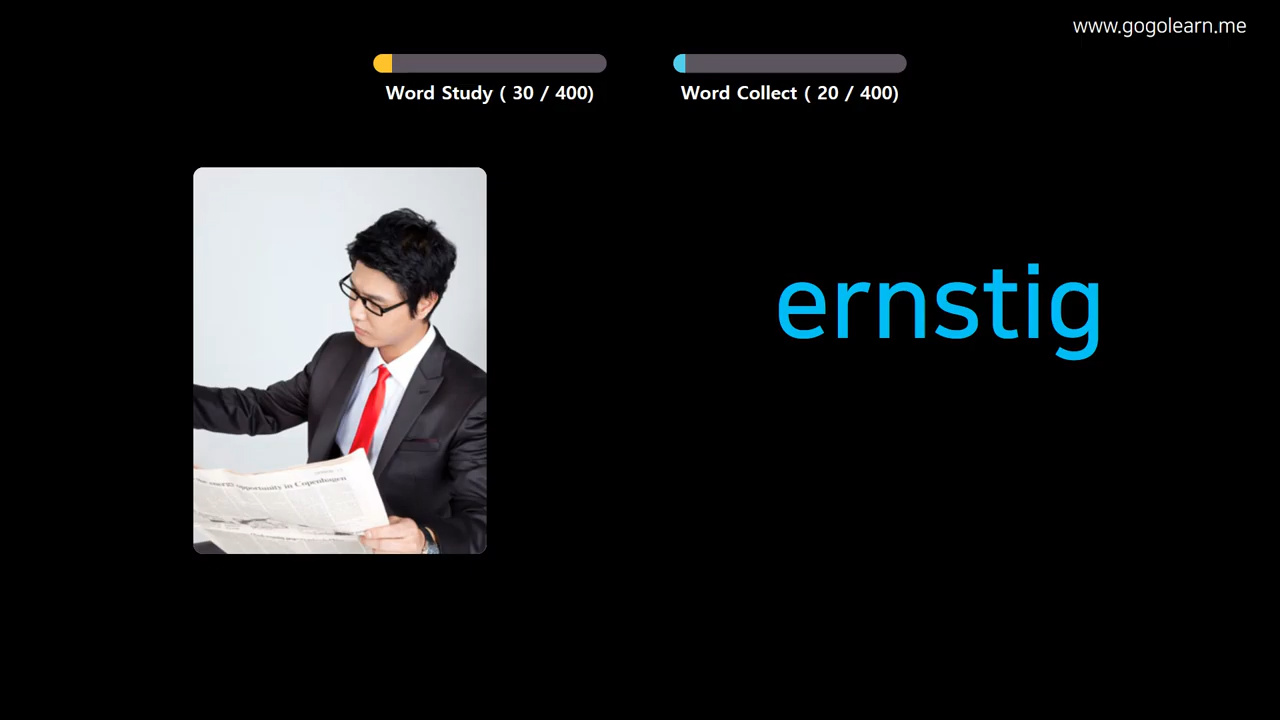 www.gogolearn.me
Word Study ( 30 / 400)
Word Collect ( 20 / 400)
ernstig
opportunity in Copenhagen